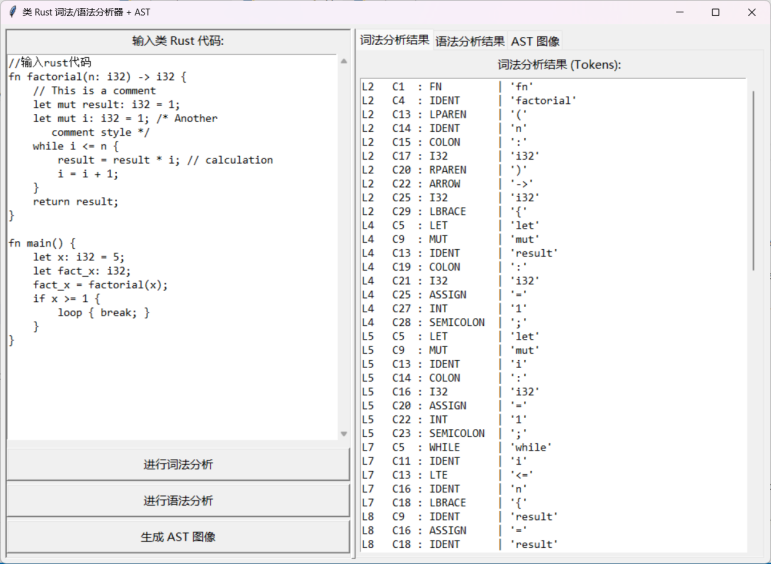 类 Rust 词法/语法分析器 + AST
输入类 Rust 代码:
//输入rust代码
fn factorial(n: i32) -> i32 {
    // This is a comment
    let mut result: i32 = 1;
    let mut i: i32 = 1; /* Another
       comment style */
    while i <= n {
        result = result * i; // calculation
        i = i + 1;
    }
    return result;
}

fn main() {
    let x: i32 = 5;
    let fact_x: i32;
    fact_x = factorial(x);
    if x >= 1 {
        loop { break; }
    }
}
进行词法分析
进行语法分析
生成 AST 图像
词法分析结果 语法分析结果 AST 图像
词法分析结果 (Tokens):
L2   C1  : FN         | 'fn'
L2   C4  : IDENT      | 'factorial'
L2   C13 : LPAREN     | '('
L2   C14 : IDENT      | 'n'
L2   C15 : COLON      | ':'
L2   C17 : I32        | 'i32'
L2   C20 : RPAREN     | ')'
L2   C22 : ARROW      | '->'
L2   C25 : I32        | 'i32'
L2   C29 : LBRACE     | '{'
L4   C5  : LET        | 'let'
L4   C9  : MUT        | 'mut'
L4   C13 : IDENT      | 'result'
L4   C19 : COLON      | ':'
L4   C21 : I32        | 'i32'
L4   C25 : ASSIGN     | '='
L4   C27 : INT        | '1'
L4   C28 : SEMICOLON  | ';'
L5   C5  : LET        | 'let'
L5   C9  : MUT        | 'mut'
L5   C13 : IDENT      | 'i'
L5   C14 : COLON      | ':'
L5   C16 : I32        | 'i32'
L5   C20 : ASSIGN     | '='
L5   C22 : INT        | '1'
L5   C23 : SEMICOLON  | ';'
L7   C5  : WHILE      | 'while'
L7   C11 : IDENT      | 'i'
L7   C13 : LTE        | '<='
L7   C16 : IDENT      | 'n'
L7   C18 : LBRACE     | '{'
L8   C9  : IDENT      | 'result'
L8   C16 : ASSIGN     | '='
L8   C18 : IDENT      | 'result'